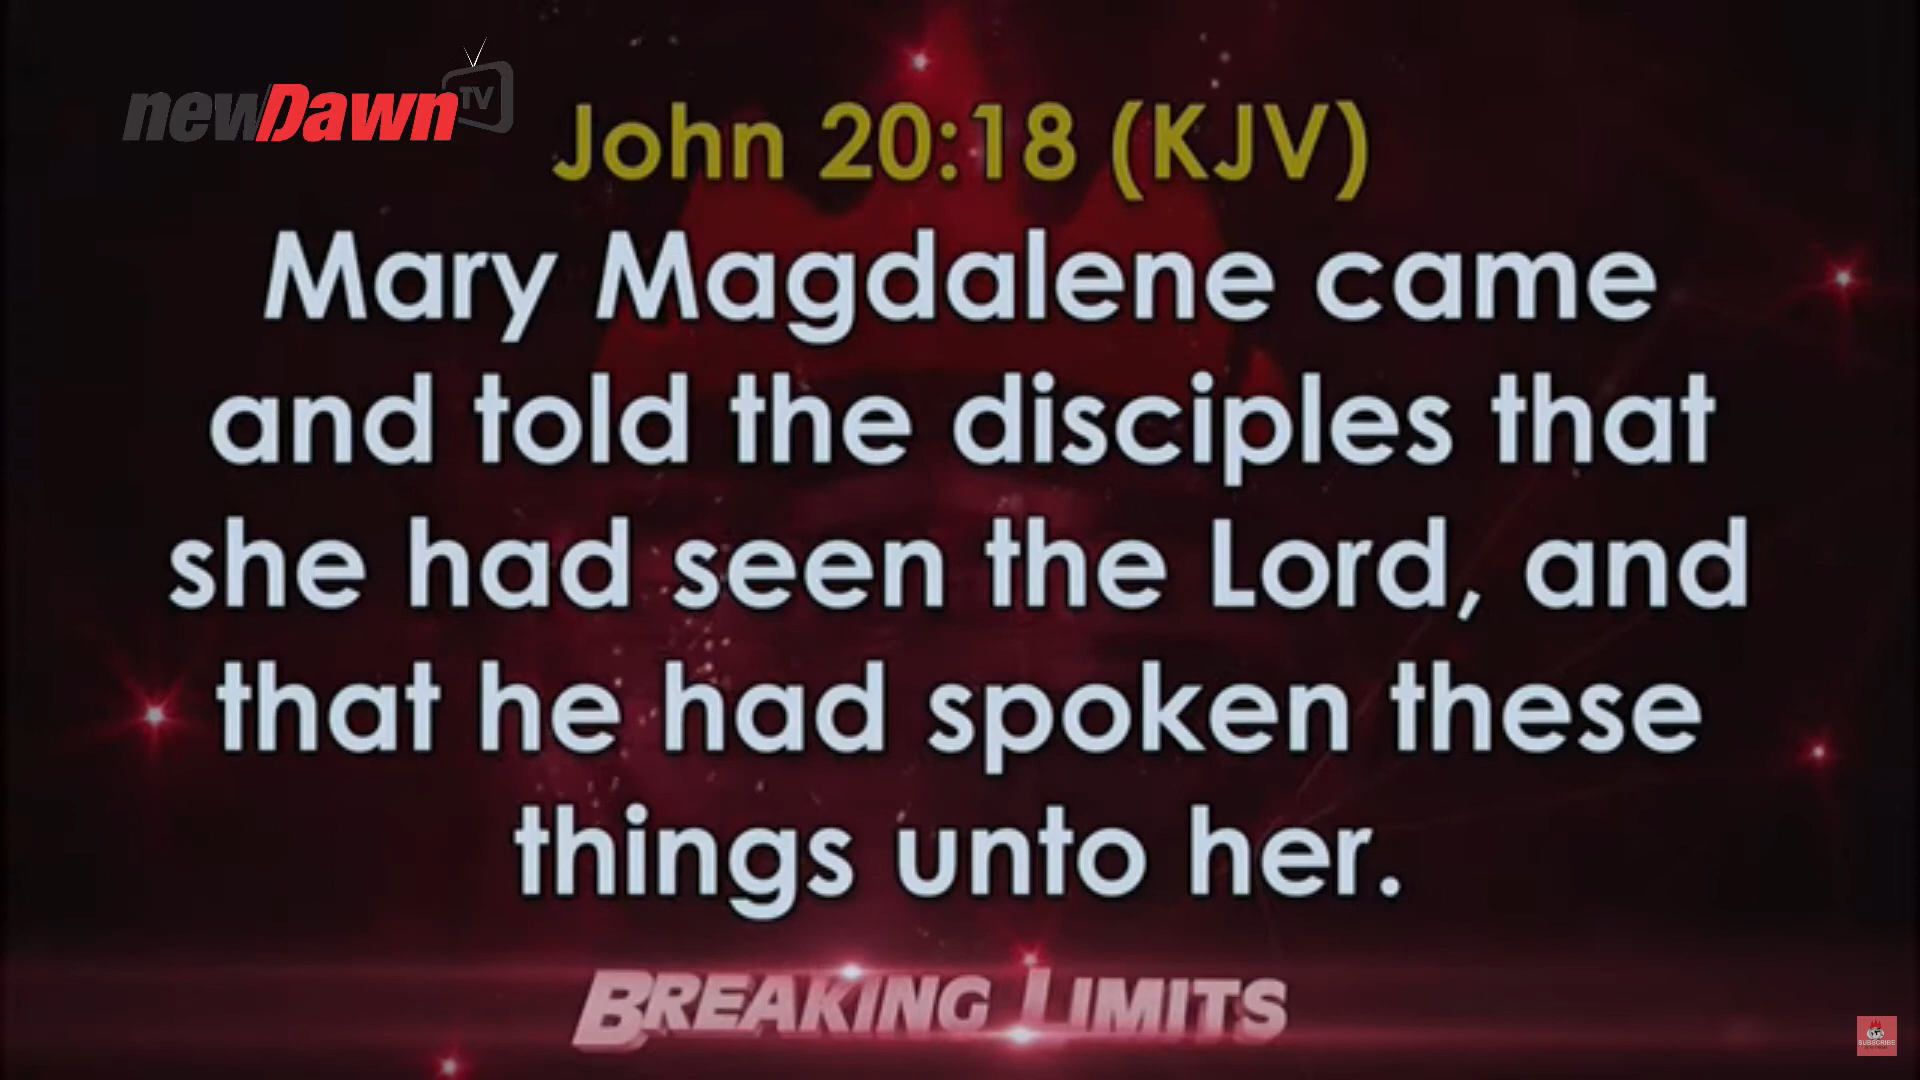 newDawn TV
John 20:18 (KJV)
Mary Magdalene came
and told the disciples that
she had seen the Lord, and
that he had spoken these
things unto her.
BREAKING LIMITS
SUBSCRIBE